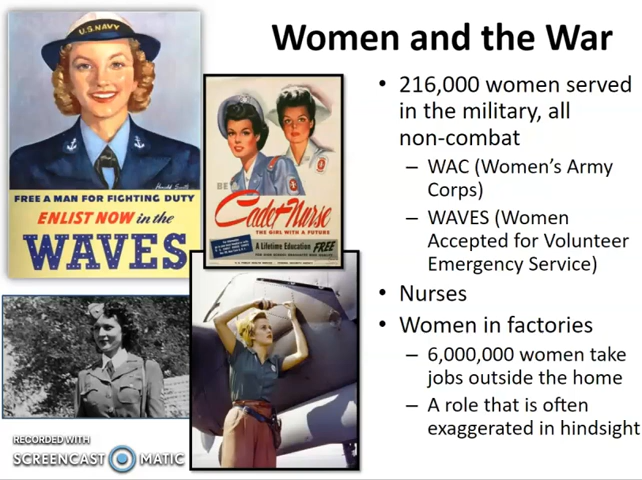 Women and the War
U.S. NAVY
Harold Smith
FREE A MAN FOR FIGHTING DUTY
ENLIST NOW in the
WAVES
BE A
Cadet Nurse
THE GIRL WITH A FUTURE
A Lifetime Education FREE
• 216,000 women served
in the military, all
non-combat
– WAC (Women’s Army
Corps)
– WAVES (Women
Accepted for Volunteer
Emergency Service)
• Nurses
• Women in factories
– 6,000,000 women take
jobs outside the home
– A role that is often
exaggerated in hindsight
RECORDED WITH
SCREENCAST MATIC